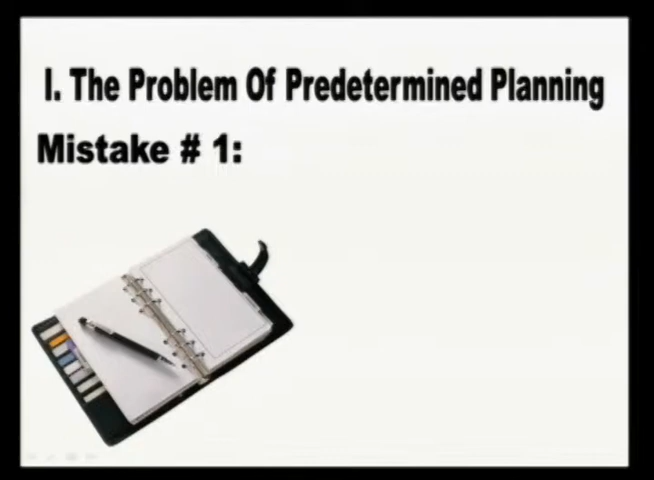 I. The Problem Of Predetermined Planning
Mistake # 1: